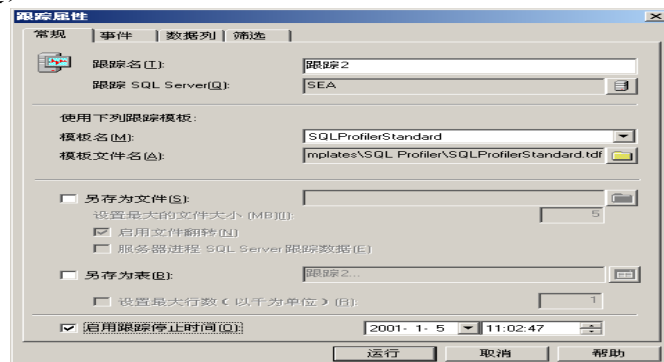 跟踪属性
常规 事件 数据列 筛选
跟踪名(T): 跟踪2
跟踪 SQL Server(Q): SEA
使用下列跟踪模板:
模板名(M): SQLProfilerStandard
模板文件名(A): mplates\SQL Profiler\SQLProfilerStandard.tdf
另存为文件(S):
设置最大的文件大小 (MB)(I): 5
启用文件翻转(N)
服务器进程 SQL Server 跟踪数据(E)
另存为表(B): 跟踪2...
设置最大行数(以千为单位)(R) 1
启用跟踪停止时间(O): 2001- 1- 5 11:02:47
运行 取消 帮助